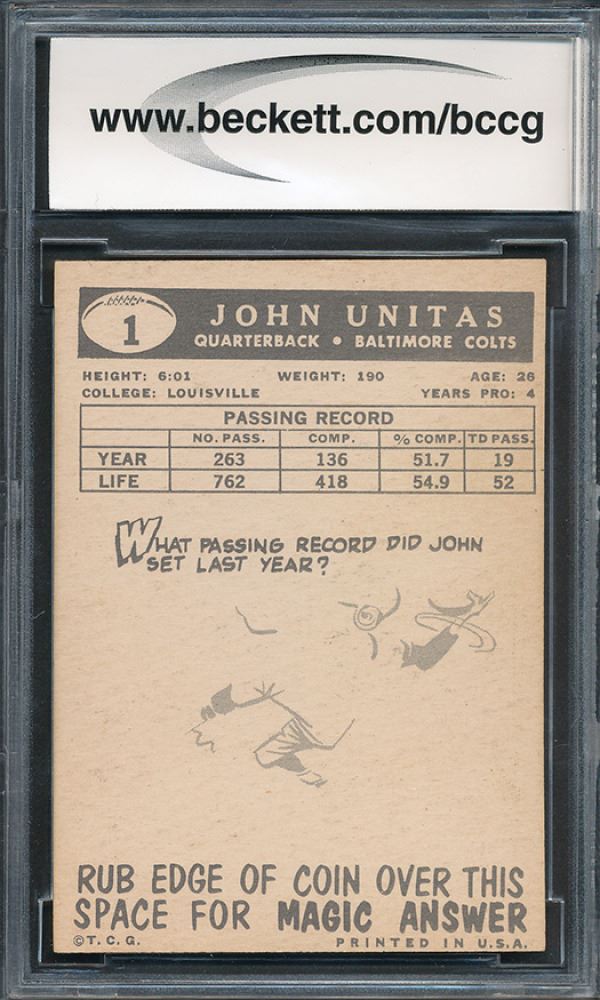 www.beckett.com/bccg
1
JOHN UNITAS
QUARTERBACK • BALTIMORE COLTS
HEIGHT: 6:01 WEIGHT: 190 AGE: 26
COLLEGE: LOUISVILLE YEARS PRO: 4
PASSING RECORD
NO. PASS. COMP. % COMP. TD PASS.
YEAR 263 136 51.7 19
LIFE 762 418 54.9 52
WHAT PASSING RECORD DID JOHN
SET LAST YEAR?
RUB EDGE OF COIN OVER THIS
SPACE FOR MAGIC ANSWER
©T. C. G. PRINTED IN U.S.A.